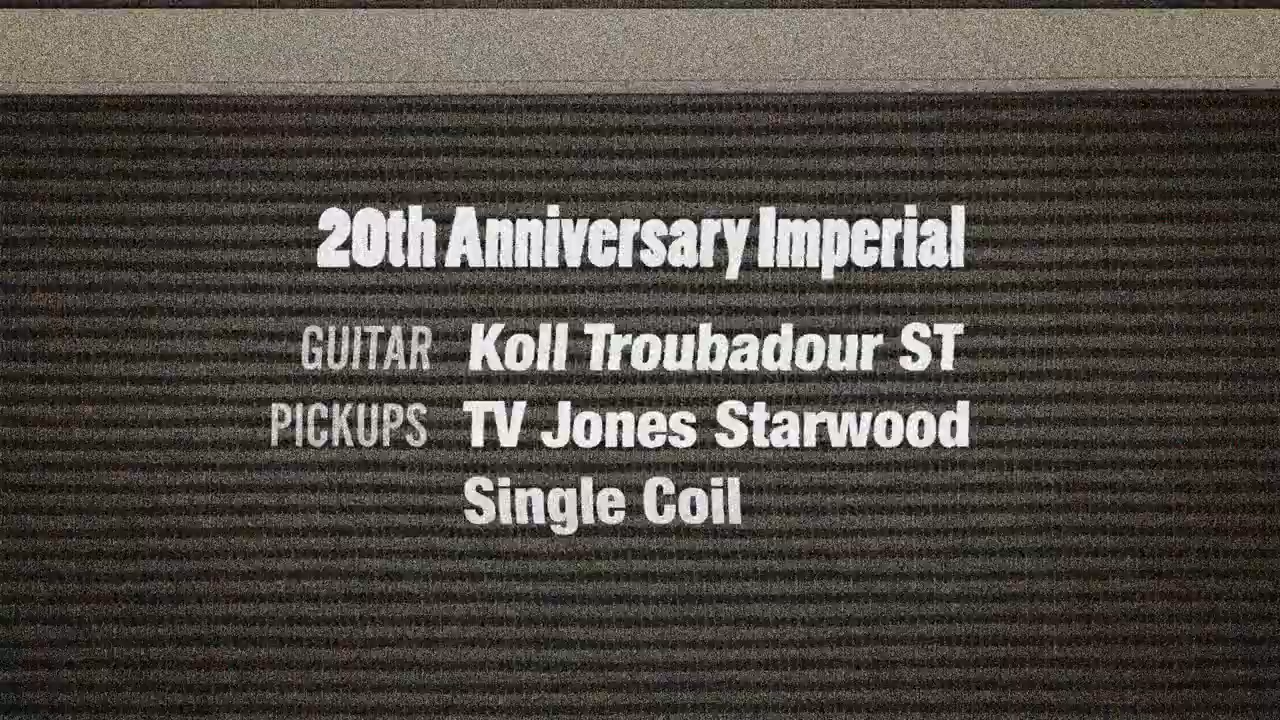 20th Anniversary Imperial
GUITAR Koll Troubadour ST
PICKUPS TV Jones Starwood
Single Coil